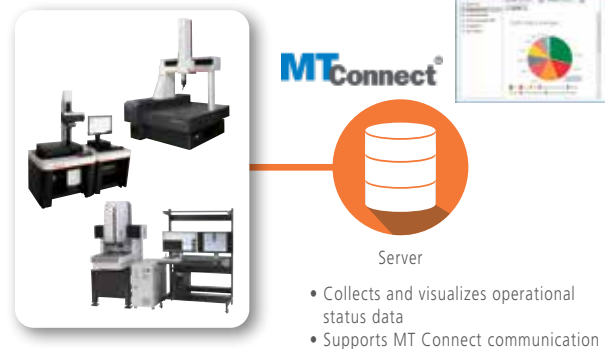 MTConnect®
Server
• Collects and visualizes operational
status data
• Supports MT Connect communication